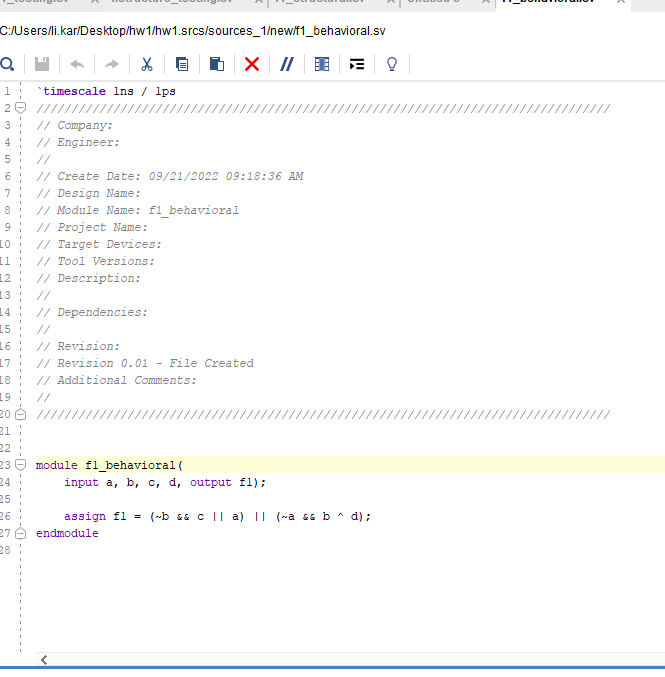 f1_behavioral.sv
C:/Users/li.kar/Desktop/hw1/hw1.srcs/sources_1/new/f1_behavioral.sv
1 `timescale 1ns / 1ps
2 //////////////////////////////////////////////////////////////////////////////////
3 // Company:
4 // Engineer:
5 //
6 // Create Date: 09/21/2022 09:18:36 AM
7 // Design Name:
8 // Module Name: f1_behavioral
9 // Project Name:
10 // Target Devices:
11 // Tool Versions:
12 // Description:
13 //
14 // Dependencies:
15 //
16 // Revision:
17 // Revision 0.01 - File Created
18 // Additional Comments:
19 //
20 //////////////////////////////////////////////////////////////////////////////////
21
22
23 module f1_behavioral(
24 input a, b, c, d, output f1);
25
26 assign f1 = (~b && c || a) || (~a && b ^ d);
27 endmodule
28